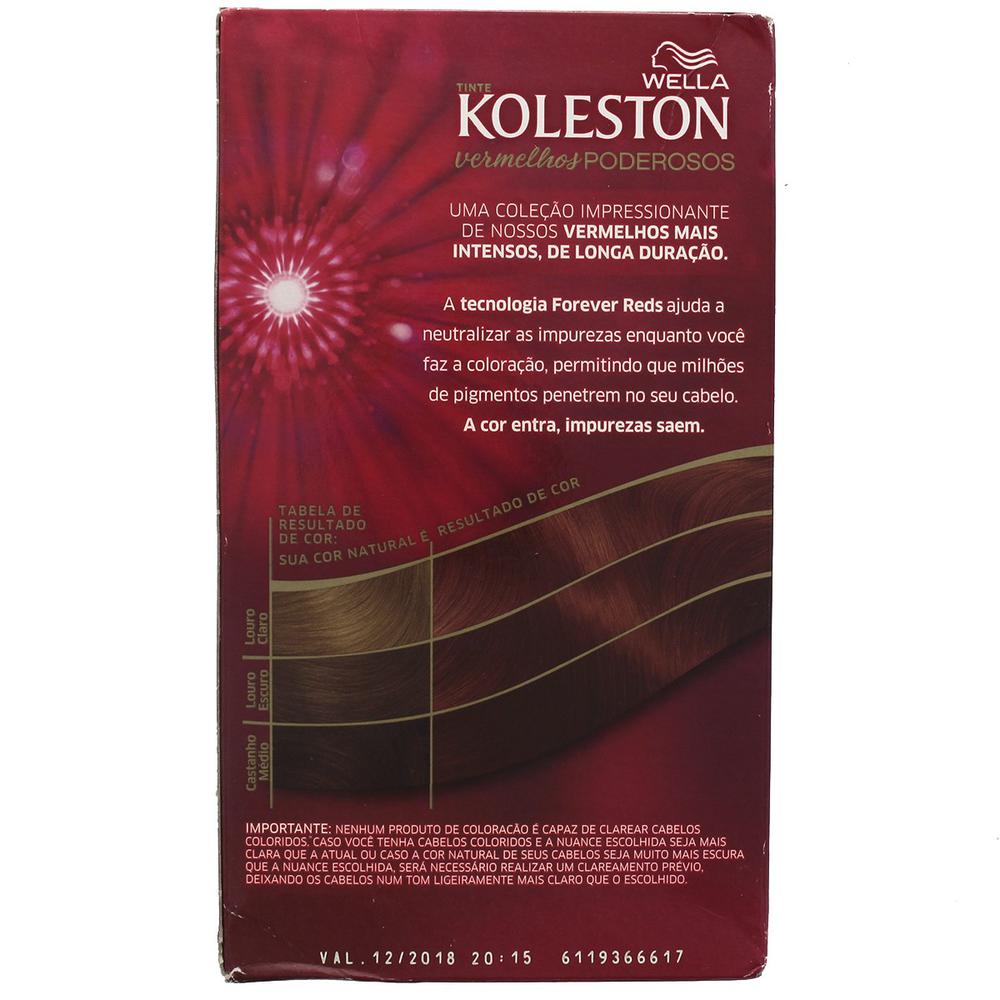 WELLA
TINTE
KOLESTON
vermelhos PODEROSOS
UMA COLEÇÃO IMPRESSIONANTE
DE NOSSOS VERMELHOS MAIS
INTENSOS, DE LONGA DURAÇÃO.
A tecnologia Forever Reds ajuda a
neutralizar as impurezas enquanto você
faz a coloração, permitindo que milhões
de pigmentos penetrem no seu cabelo.
A cor entra, impurezas saem.
TABELA DE
RESULTADO
DE COR:
SUA COR NATURAL É RESULTADO DE COR
Louro
Claro
Louro
Escuro
Castanho
Médio
IMPORTANTE: NENHUM PRODUTO DE COLORACÃO É CAPAZ DE CLAREAR CABELOS
COLORIDOS. CASO VOCÊ TENHA CABELOS COLORIDOS E A NUANCE ESCOLHIDA SEJA MAIS
CLARA QUE A ATUAL OU CASO A COR NATURAL DE SEUS CABELOS SEJA MUITO MAIS ESCURA
QUE A NUANCE ESCOLHIDA, SERÁ NECESSÁRIO REALIZAR UM CLAREAMENTO PRÉVIO,
DEIXANDO OS CABELOS NUM TOM LIGEIRAMENTE MAIS CLARO QUE O ESCOLHIDO.
VAL.12/2018 20:15 6119366617